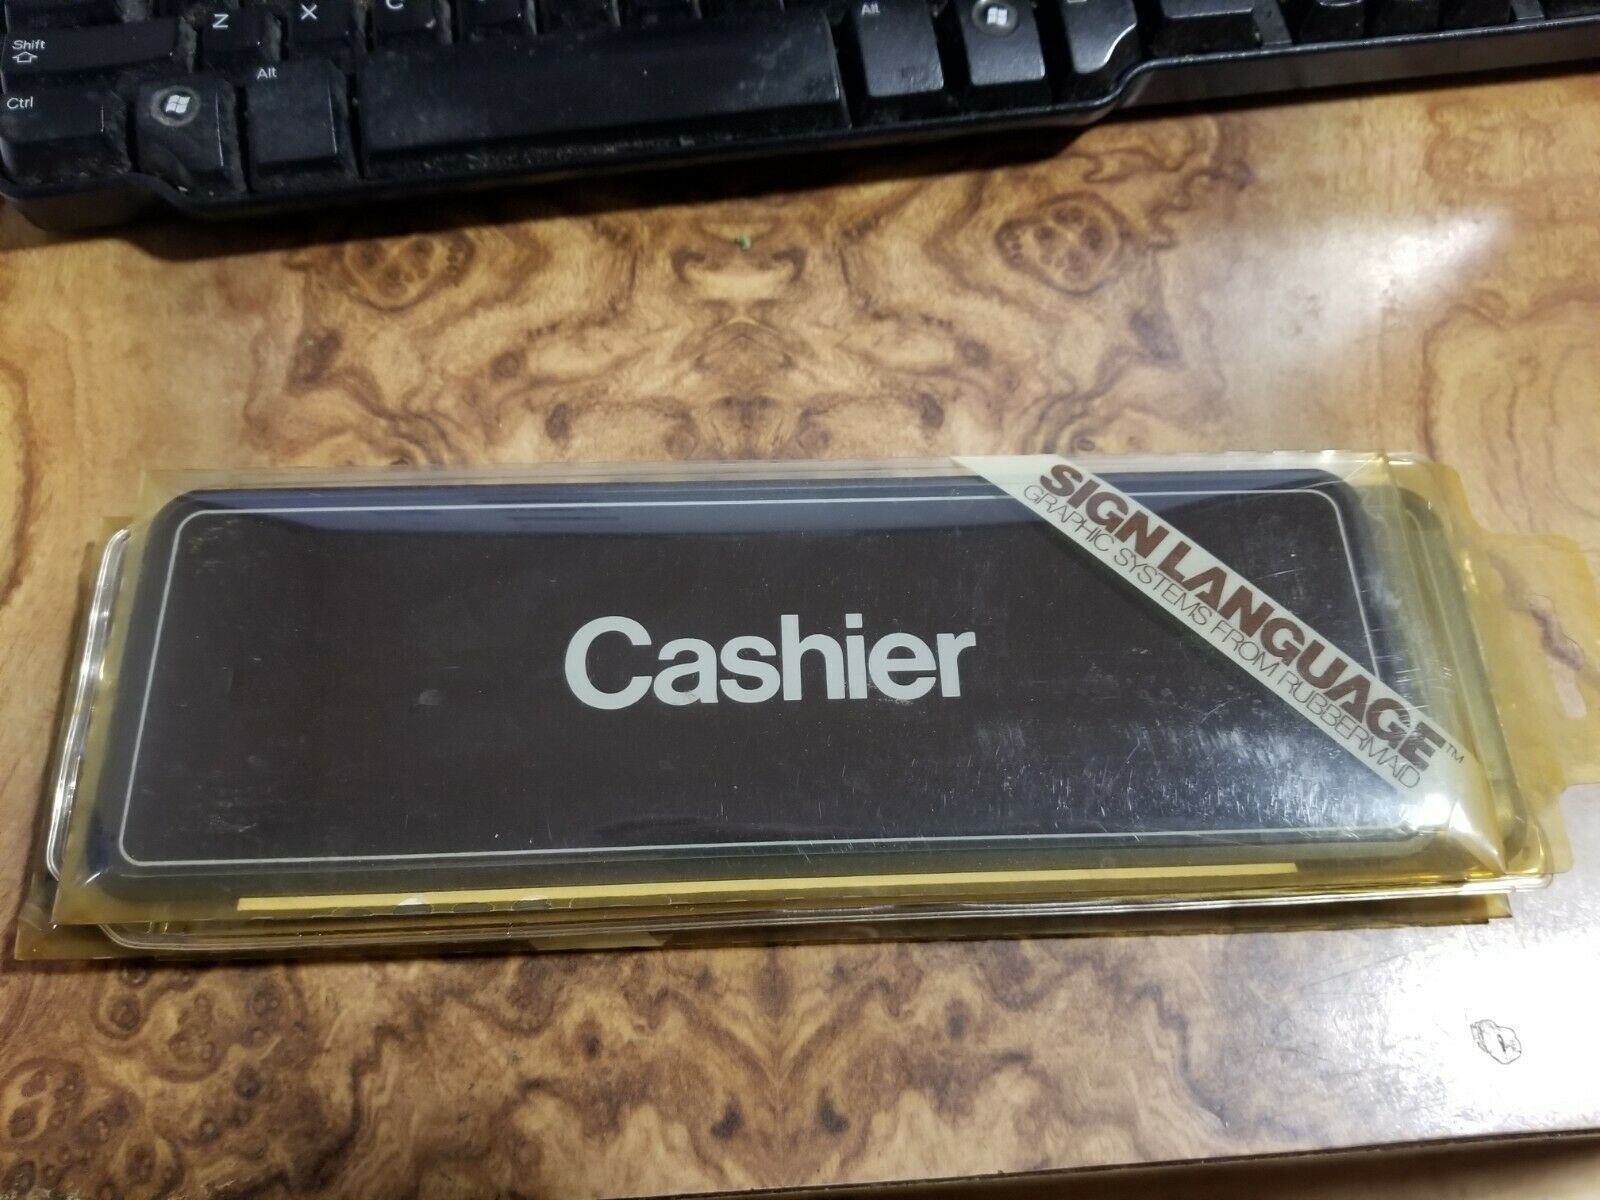 Z
X
C
Alt
Shift
Alt
Ctrl
SIGN LANGUAGE™
GRAPHIC SYSTEMS FROM RUBBERMAID
Cashier